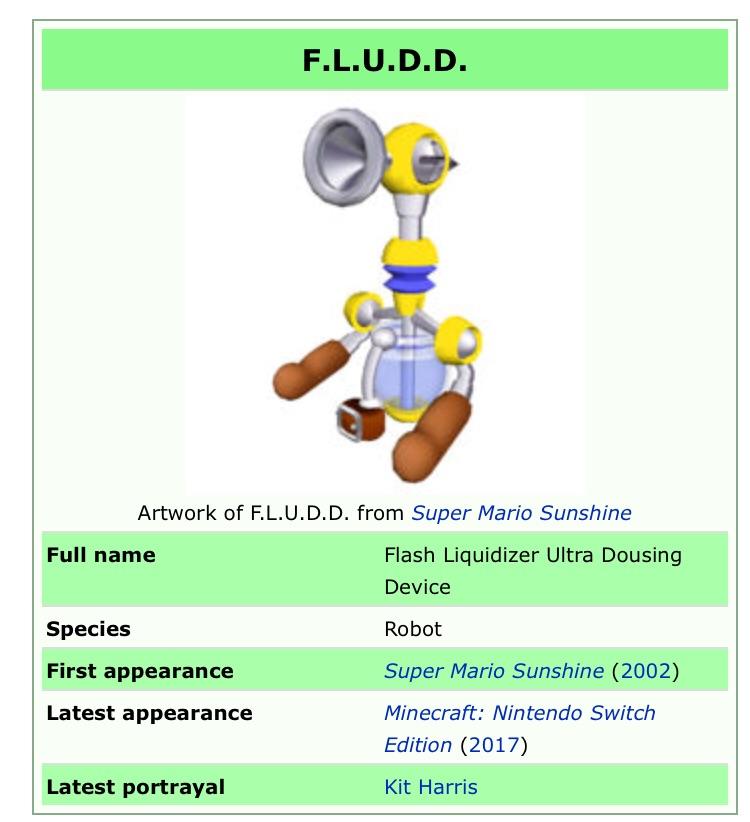 F.L.U.D.D.
Artwork of F.L.U.D.D. from Super Mario Sunshine
Full name
Flash Liquidizer Ultra Dousing
Device
Species
Robot
First appearance
Super Mario Sunshine (2002)
Latest appearance
Minecraft: Nintendo Switch
Edition (2017)
Latest portrayal
Kit Harris